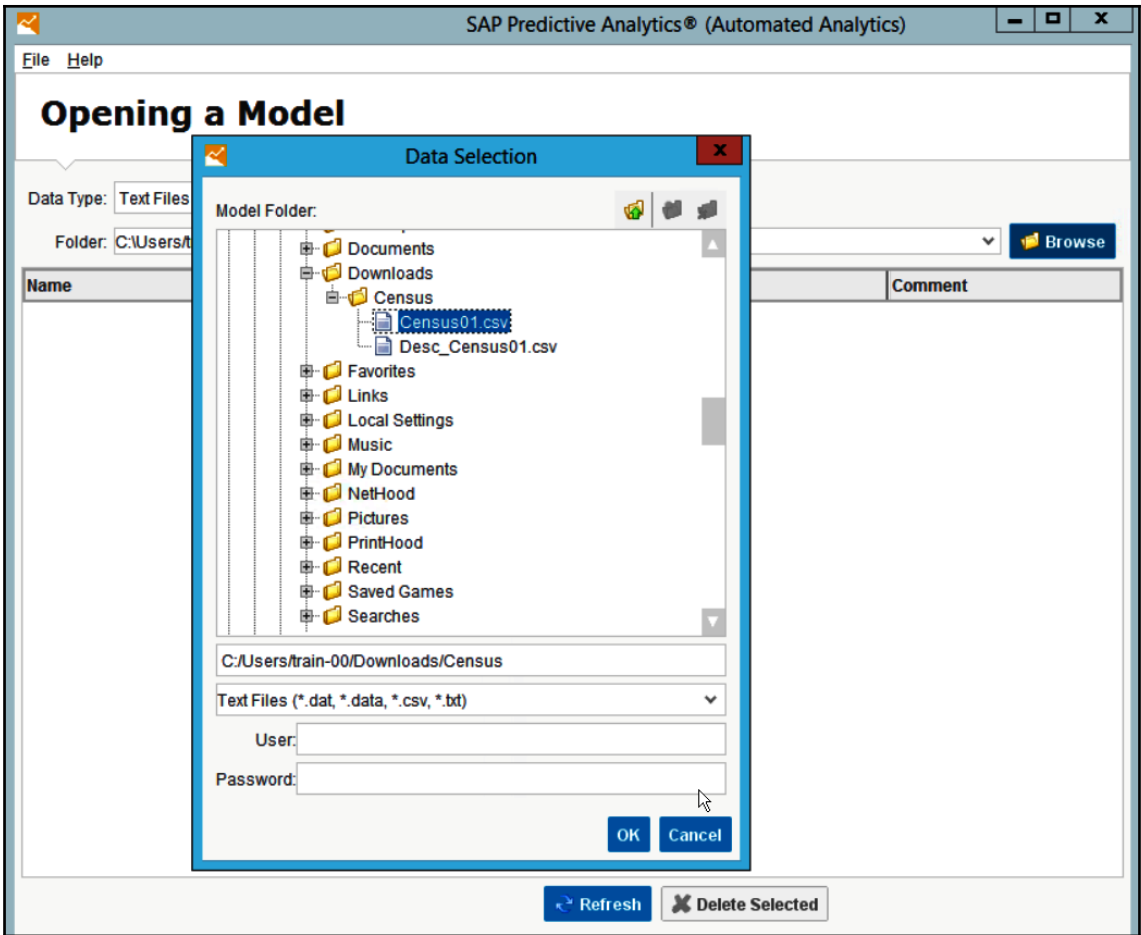 SAP Predictive Analytics® (Automated Analytics)
File Help
Opening a Model
Data Selection
Data Type: Text Files
Model Folder:
Folder: C:\Users\t
Browse
Name
Comment
Documents
Downloads
Census
Census01.csv
Desc_Census01.csv
Favorites
Links
Local Settings
Music
My Documents
NetHood
Pictures
PrintHood
Recent
Saved Games
Searches
C:/Users/train-00/Downloads/Census
Text Files (*.dat, *.data, *.csv, *.txt)
User:
Password:
OK Cancel
Refresh Delete Selected